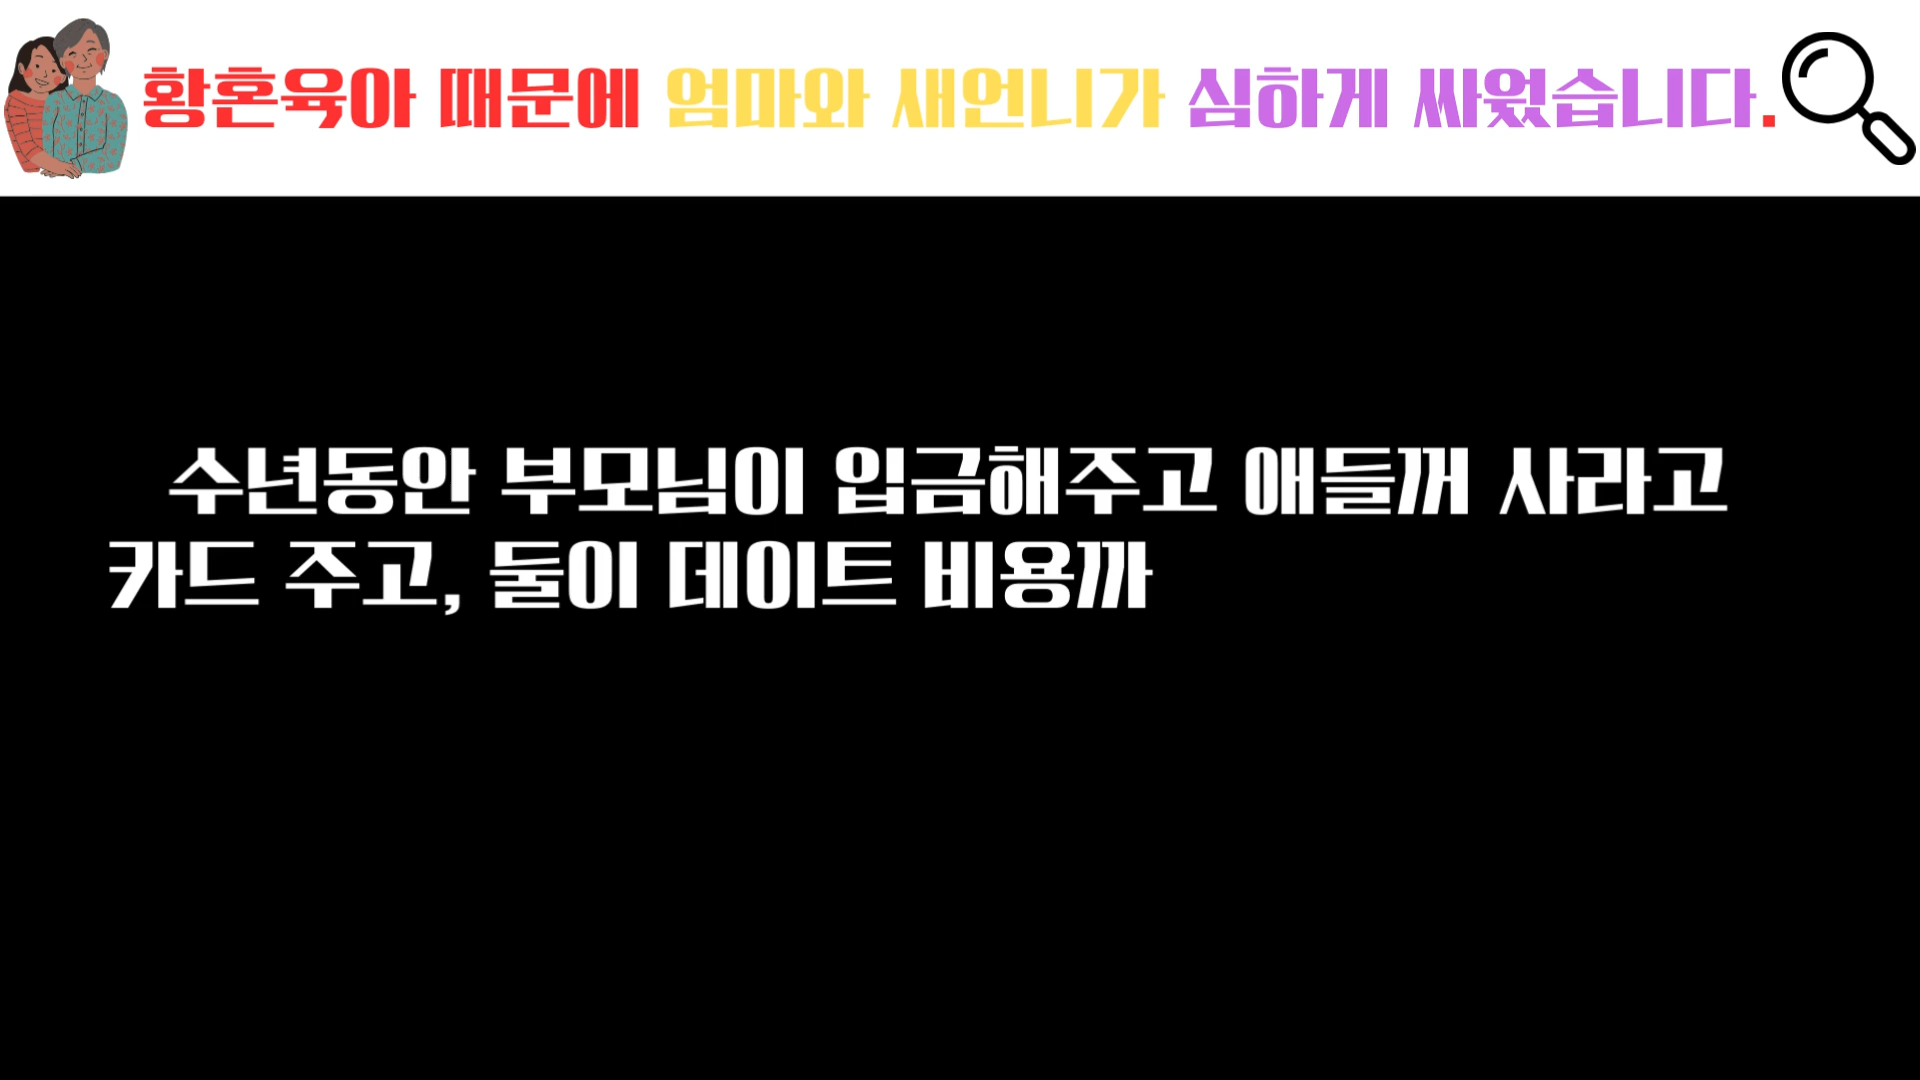 황혼육아 때문에 엄마와 새언니가 심하게 싸웠습니다.
수년동안 부모님이 입금해주고 애들꺼 사라고
카드 주고, 둘이 데이트 비용까